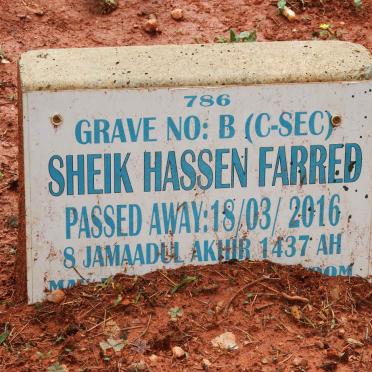 786
GRAVE NO: B (C-SEC)
SHEIK HASSEN FARRED
PASSED AWAY:18/03/ 2016
8 JAMAADUL AKHIR 1437 AH